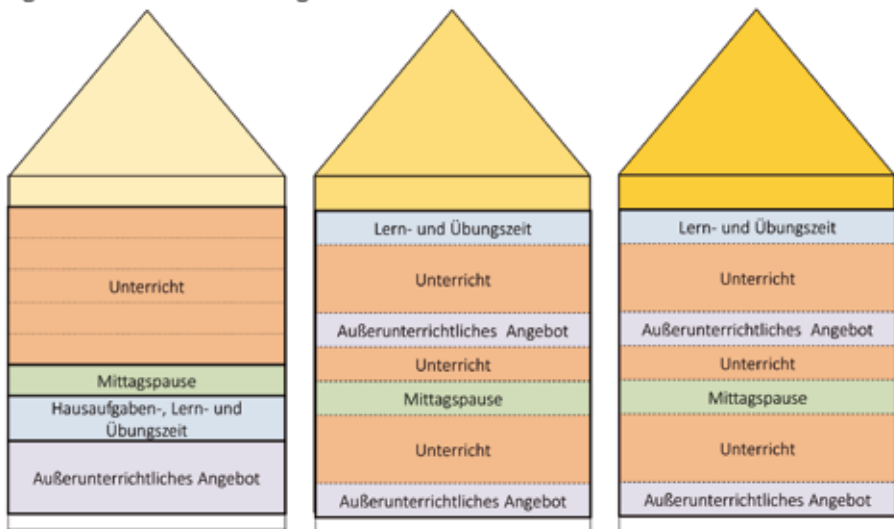 Unterricht
Mittagspause
Hausaufgaben-, Lern- und
Übungszeit
Außerunterrichtliches Angebot
Lern- und Übungszeit
Unterricht
Außerunterrichtliches Angebot
Unterricht
Mittagspause
Unterricht
Außerunterrichtliches Angebot
Lern- und Übungszeit
Unterricht
Außerunterrichtliches Angebot
Unterricht
Mittagspause
Unterricht
Außerunterrichtliches Angebot